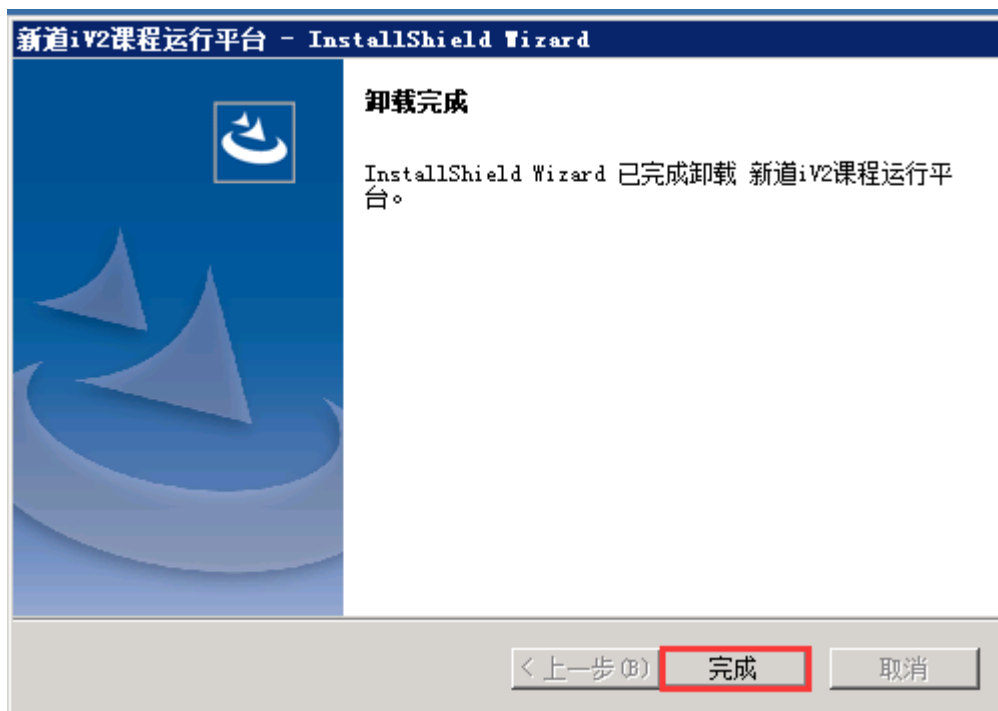 新道iV2课程运行平台 - InstallShield Wizard
卸载完成
InstallShield Wizard 已完成卸载 新道iV2课程运行平
台。
< 上一步(B)
完成
取消